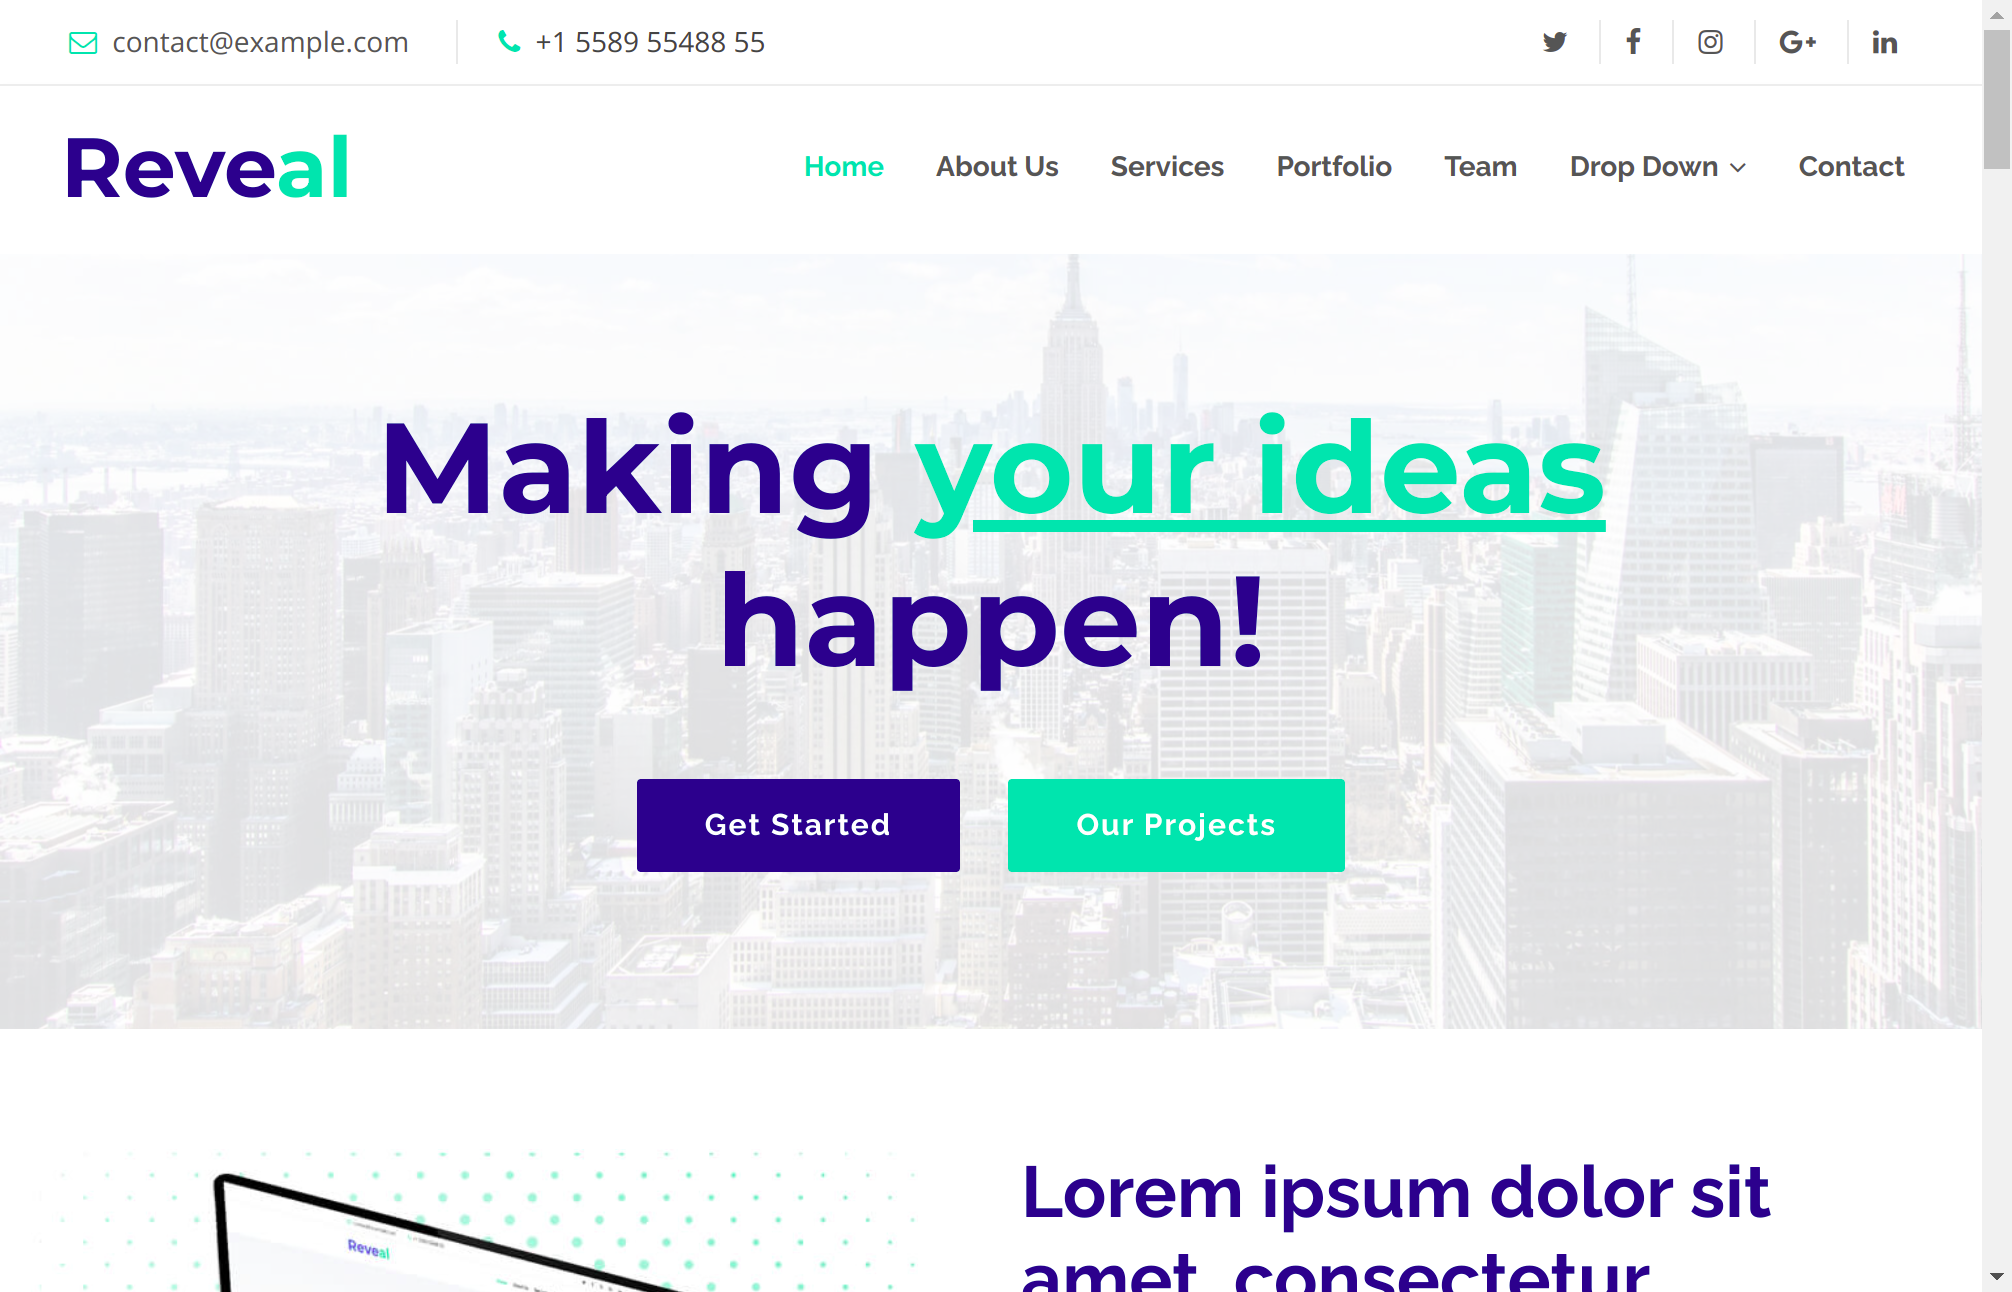 contact@example.com
+1 5589 55488 55
Reveal
Home
About Us
Services
Portfolio
Team
Drop Down
Contact
Making your ideas
happen!
Get Started
Our Projects
Lorem ipsum dolor sit
amet, consectetur
Reveal